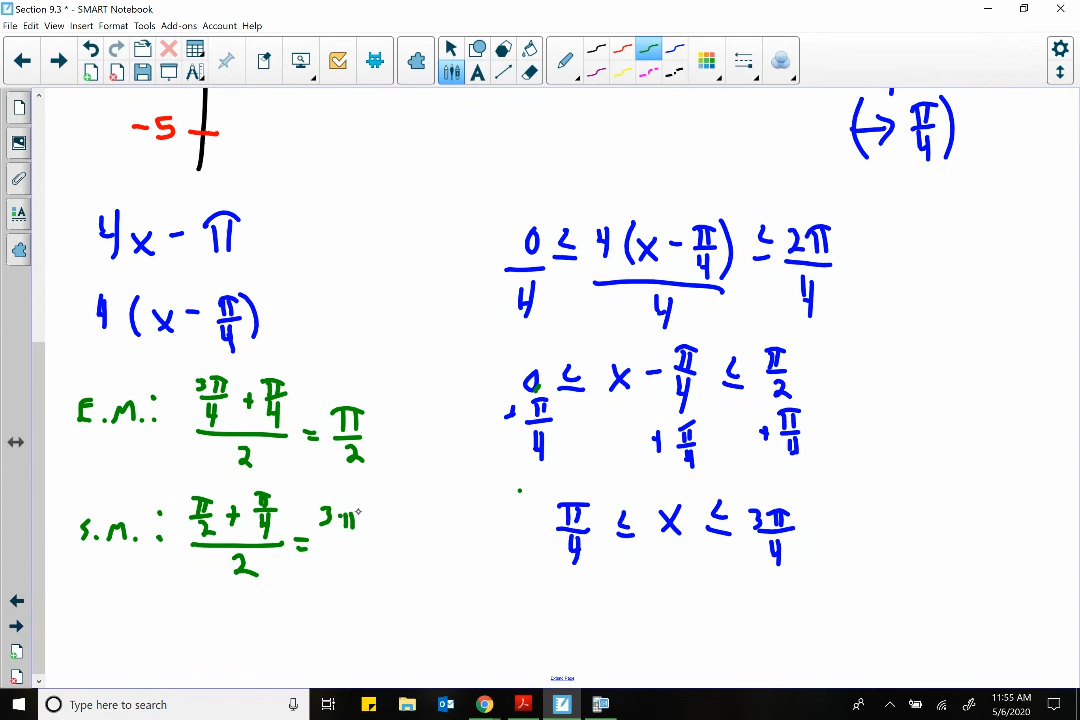 Section 9.3 * - SMART Notebook
File Edit View Insert Format Tools Add-ons Account Help
-5
(→ π/4)
4x - π
4(x - π/4)
E.M.: (3π/4 + π/4)/2 = π/2
S.M.: (π/2 + π/4)/2 = 3π
0/4 ≤ 4(x - π/4)/4 ≤ 2π/4
0 ≤ x - π/4 ≤ π/2
+π/4 +π/4 +π/4
π/4 ≤ x ≤ 3π/4
Extend Page
Type here to search
11:55 AM
5/6/2020